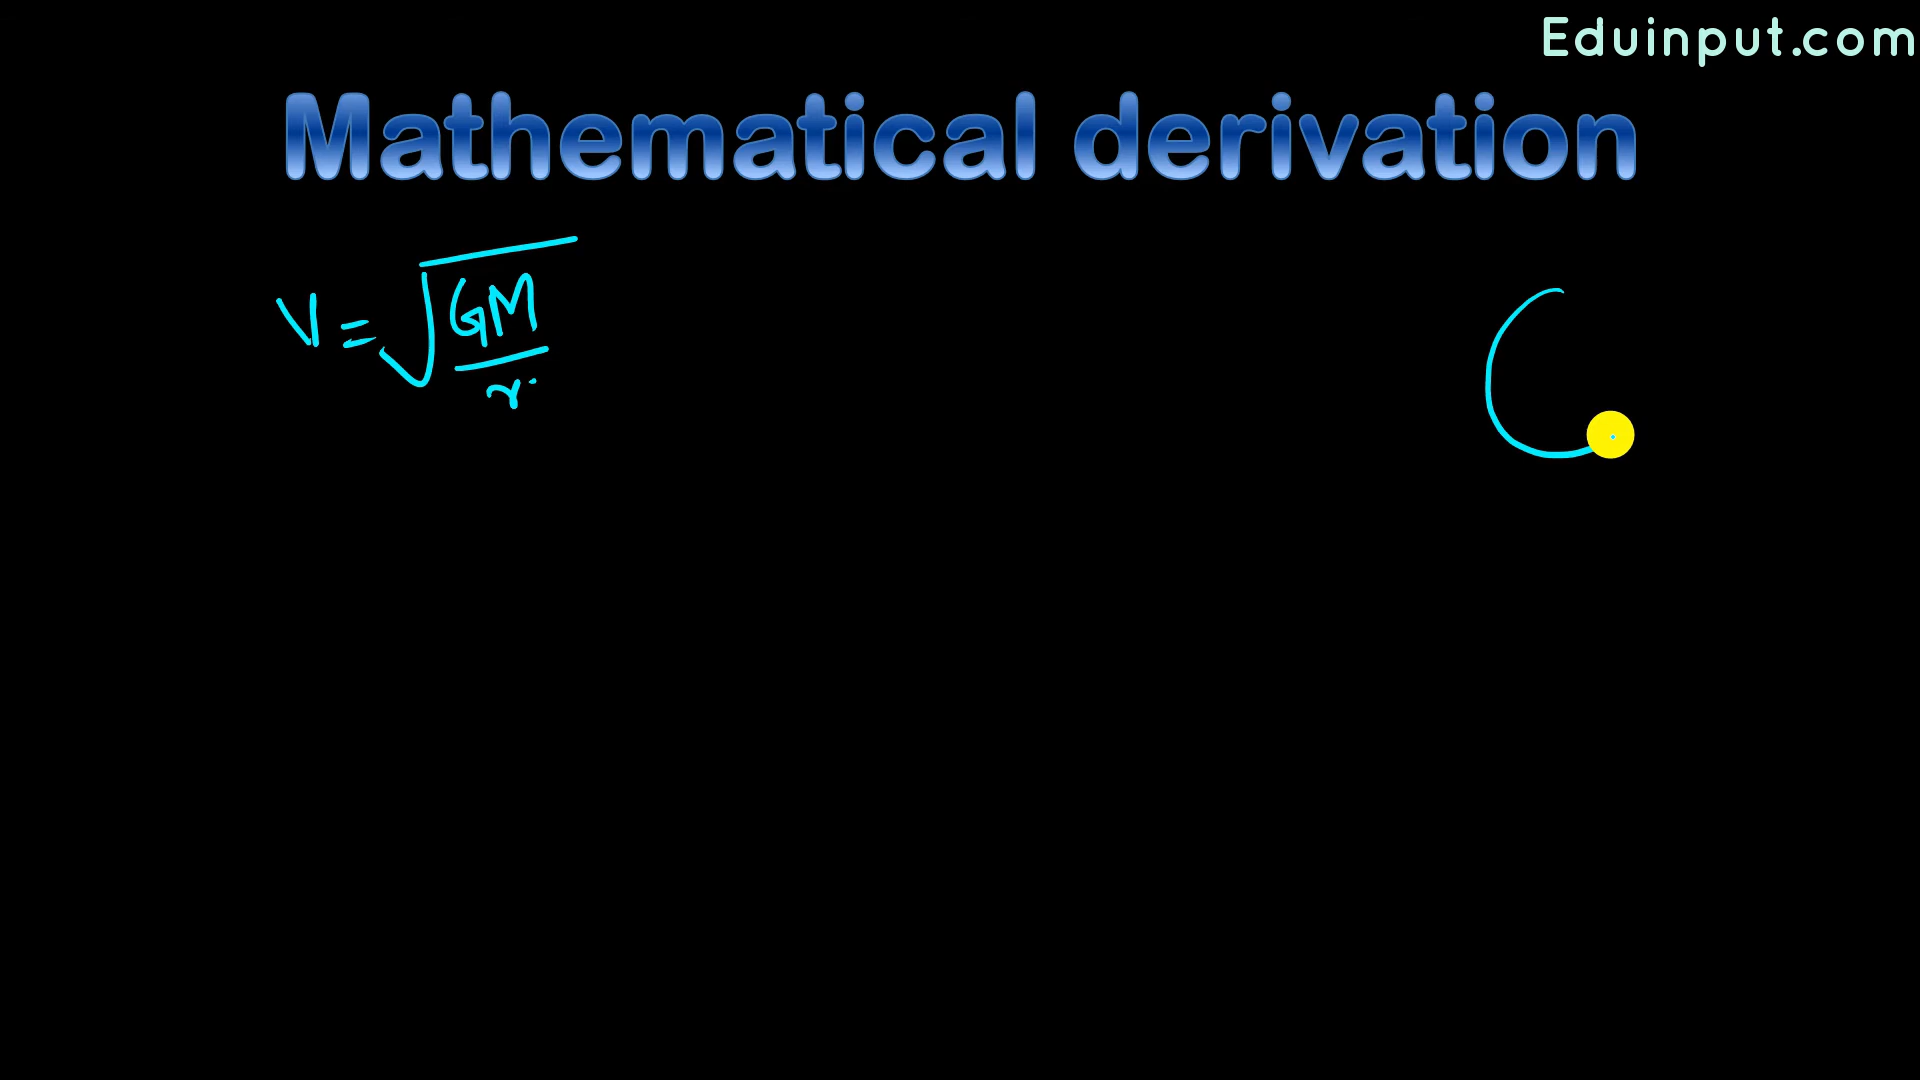 Eduinput.com
Mathematical derivation
V = √(GM/r)